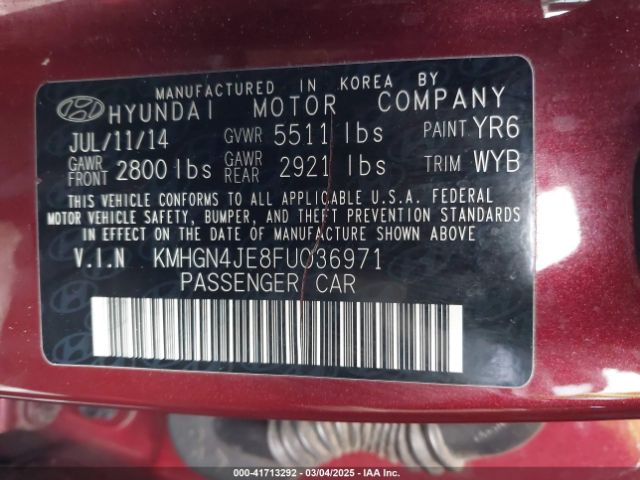 MANUFACTURED IN KOREA BY
HYUNDAI MOTOR COMPANY
JUL/11/14 GVWR 5511 lbs PAINT YR6
GAWR FRONT 2800 lbs GAWR REAR 2921 lbs TRIM WYB
THIS VEHICLE CONFORMS TO ALL APPLICABLE U.S.A. FEDERAL
MOTOR VEHICLE SAFETY, BUMPER, AND THEFT PREVENTION STANDARDS
IN EFFECT ON THE DATE OF MANUFACTURE SHOWN ABOVE.
V.I.N KMHGN4JE8FU036971
PASSENGER CAR
© 00-41713292 - 03/04/2025 - IAA Inc.